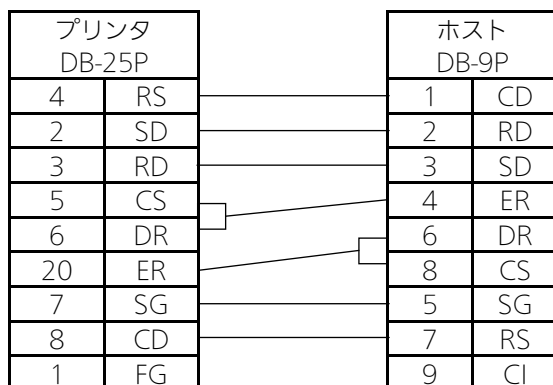 プリンタ ホスト
DB-25P DB-9P
4 RS 1 CD
2 SD 2 RD
3 RD 3 SD
5 CS 4 ER
6 DR 6 DR
20 ER 8 CS
7 SG 5 SG
8 CD 7 RS
1 FG 9 CI